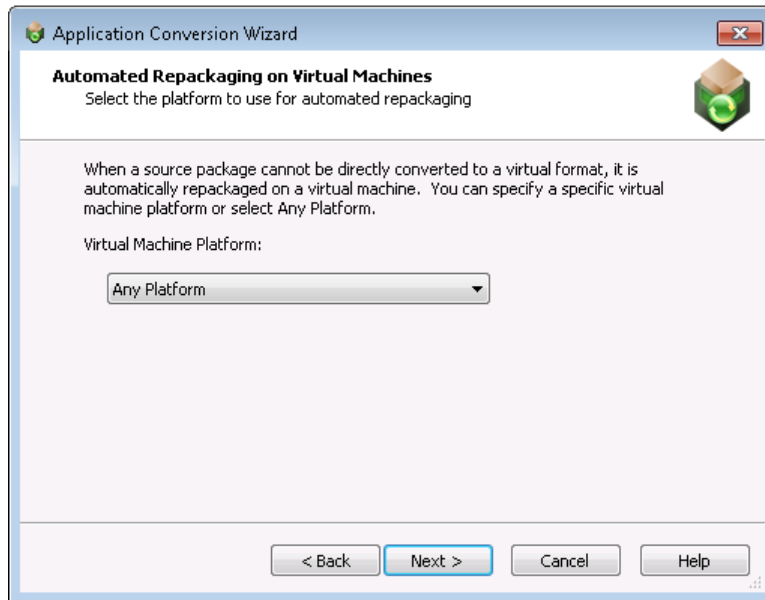 Application Conversion Wizard
Automated Repackaging on Virtual Machines
Select the platform to use for automated repackaging
When a source package cannot be directly converted to a virtual format, it is
automatically repackaged on a virtual machine.  You can specify a specific virtual
machine platform or select Any Platform.
Virtual Machine Platform:
Any Platform
< Back Next > Cancel Help